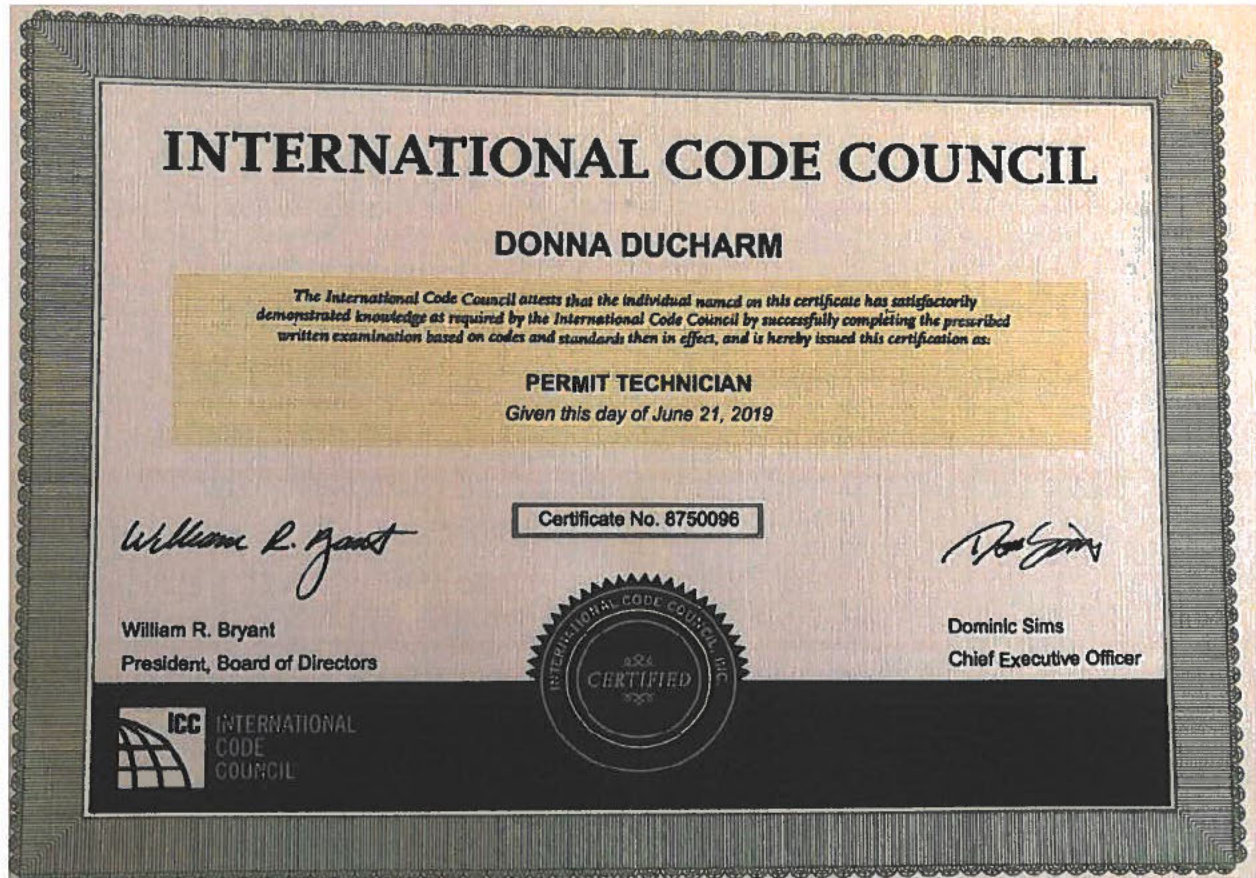 INTERNATIONAL CODE COUNCIL
DONNA DUCHARM
The International Code Council attests that the individual named on this certificate has satisfactorily
demonstrated knowledge as required by the International Code Council by successfully completing the prescribed
written examination based on codes and standards then in effect, and is hereby issued this certification as:
PERMIT TECHNICIAN
Given this day of June 21, 2019
Certificate No. 8750096
William R. Bryant
William R. Bryant
President, Board of Directors
Dom Sims
Dominic Sims
Chief Executive Officer
INTERNATIONAL CODE COUNCIL, INC.
CERTIFIED
ICC INTERNATIONAL
CODE
COUNCIL